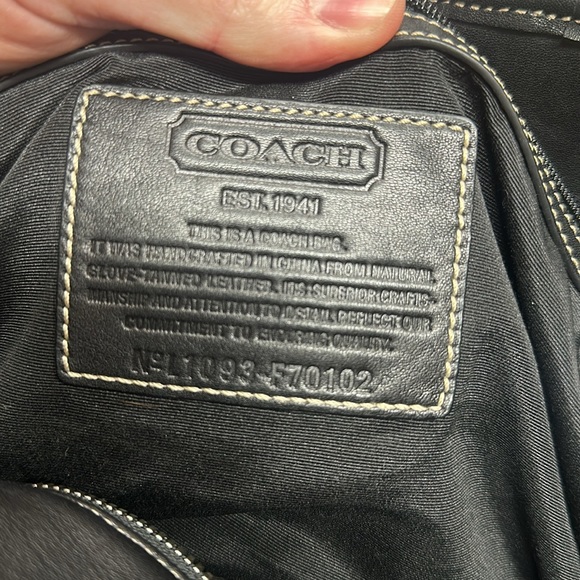 COACH
EST. 1941
THIS IS A COACH BAG.
IT WAS HANDCRAFTED IN CHINA FROM NATURAL
GLOVE-TANNED LEATHER. ITS SUPERIOR CRAFTS-
MANSHIP AND ATTENTION TO DETAIL REFLECT OUR
COMMITMENT TO ENDURING QUALITY.
Nº L1093-F70102